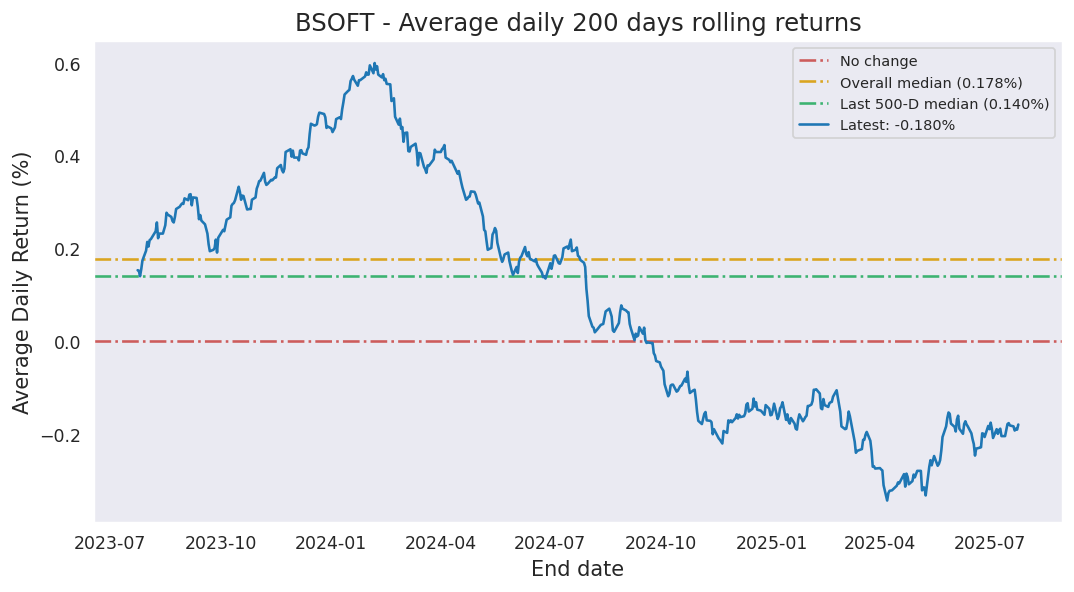 BSOFT - Average daily 200 days rolling returns
No change
Overall median (0.178%)
Last 500-D median (0.140%)
Latest: -0.180%
Average Daily Return (%)
0.6
0.4
0.2
0.0
−0.2
2023-07 2023-10 2024-01 2024-04 2024-07 2024-10 2025-01 2025-04 2025-07
End date